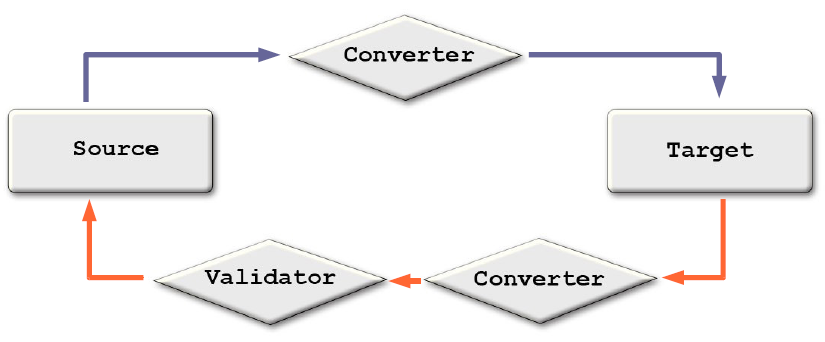 Converter
Source
Target
Validator
Converter